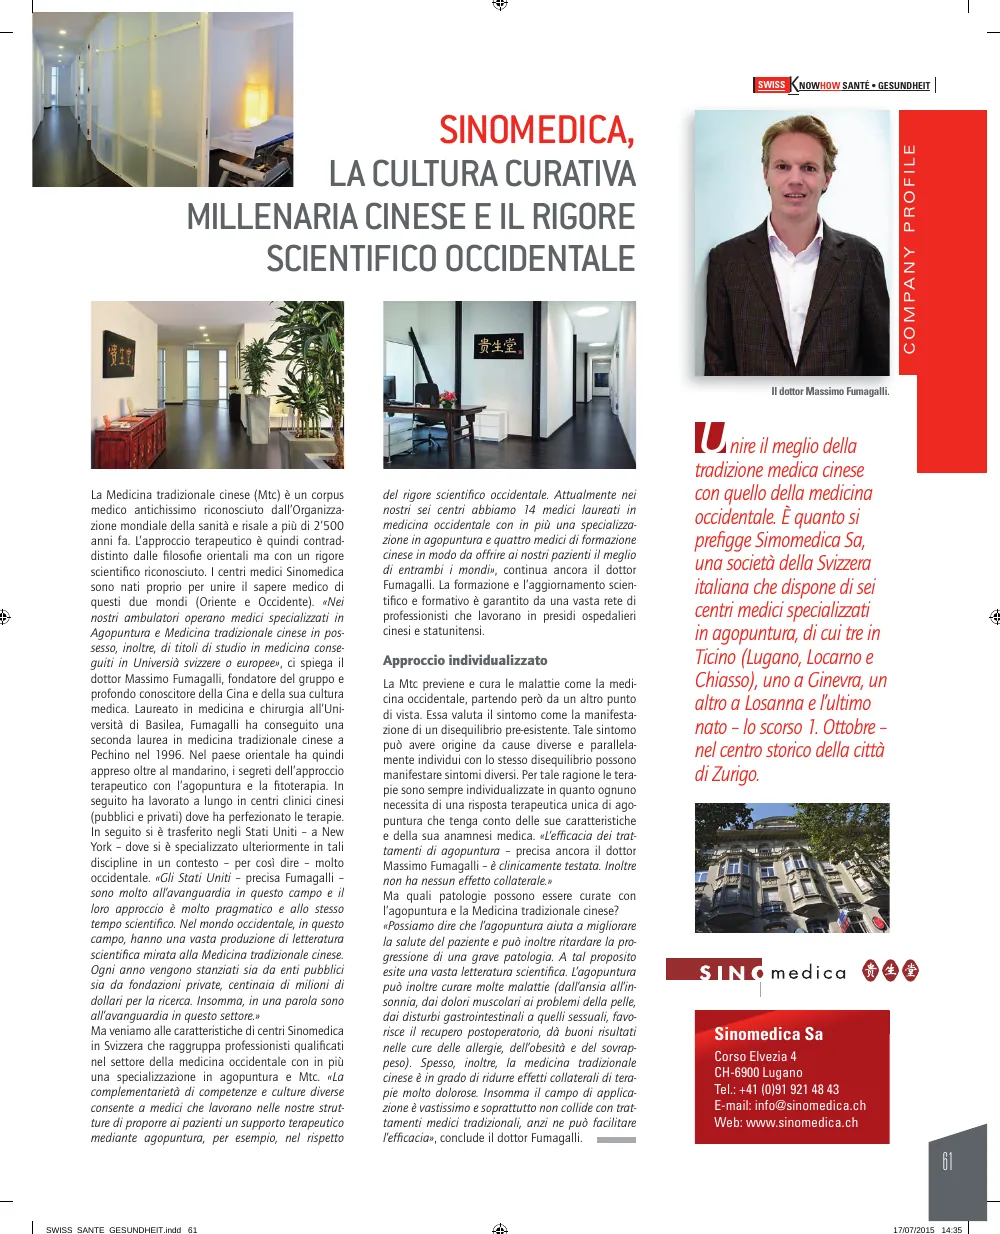 SWISS KNOWHOW SANTÉ • GESUNDHEIT
SINOMEDICA,
LA CULTURA CURATIVA
MILLENARIA CINESE E IL RIGORE
SCIENTIFICO OCCIDENTALE
COMPANY PROFILE
Il dottor Massimo Fumagalli.
贵生堂
贵生堂
La Medicina tradizionale cinese (Mtc) è un corpus
medico antichissimo riconosciuto dall’Organizza-
zione mondiale della sanità e risale a più di 2’500
anni fa. L’approccio terapeutico è quindi contrad-
distinto dalle filosofie orientali ma con un rigore
scientifico riconosciuto. I centri medici Sinomedica
sono nati proprio per unire il sapere medico di
questi due mondi (Oriente e Occidente). «Nei
nostri ambulatori operano medici specializzati in
Agopuntura e Medicina tradizionale cinese in pos-
sesso, inoltre, di titoli di studio in medicina conse-
guiti in Universià svizzere o europee», ci spiega il
dottor Massimo Fumagalli, fondatore del gruppo e
profondo conoscitore della Cina e della sua cultura
medica. Laureato in medicina e chirurgia all’Uni-
versità di Basilea, Fumagalli ha conseguito una
seconda laurea in medicina tradizionale cinese a
Pechino nel 1996. Nel paese orientale ha quindi
appreso oltre al mandarino, i segreti dell’approccio
terapeutico con l’agopuntura e la fitoterapia. In
seguito ha lavorato a lungo in centri clinici cinesi
(pubblici e privati) dove ha perfezionato le terapie.
In seguito si è trasferito negli Stati Uniti – a New
York – dove si è specializzato ulteriormente in tali
discipline in un contesto – per così dire – molto
occidentale. «Gli Stati Uniti – precisa Fumagalli –
sono molto all’avanguardia in questo campo e il
loro approccio è molto pragmatico e allo stesso
tempo scientifico. Nel mondo occidentale, in questo
campo, hanno una vasta produzione di letteratura
scientifica mirata alla Medicina tradizionale cinese.
Ogni anno vengono stanziati sia da enti pubblici
sia da fondazioni private, centinaia di milioni di
dollari per la ricerca. Insomma, in una parola sono
all’avanguardia in questo settore.»
Ma veniamo alle caratteristiche di centri Sinomedica
in Svizzera che raggruppa professionisti qualificati
nel settore della medicina occidentale con in più
una specializzazione in agopuntura e Mtc. «La
complementarietà di competenze e culture diverse
consente a medici che lavorano nelle nostre strut-
ture di proporre ai pazienti un supporto terapeutico
mediante agopuntura, per esempio, nel rispetto
del rigore scientifico occidentale. Attualmente nei
nostri sei centri abbiamo 14 medici laureati in
medicina occidentale con in più una specializza-
zione in agopuntura e quattro medici di formazione
cinese in modo da offrire ai nostri pazienti il meglio
di entrambi i mondi», continua ancora il dottor
Fumagalli. La formazione e l’aggiornamento scien-
tifico e formativo è garantito da una vasta rete di
professionisti che lavorano in presidi ospedalieri
cinesi e statunitensi.
Approccio individualizzato
La Mtc previene e cura le malattie come la medi-
cina occidentale, partendo però da un altro punto
di vista. Essa valuta il sintomo come la manifesta-
zione di un disequilibrio pre-esistente. Tale sintomo
può avere origine da cause diverse e parallela-
mente individui con lo stesso disequilibrio possono
manifestare sintomi diversi. Per tale ragione le tera-
pie sono sempre individualizzate in quanto ognuno
necessita di una risposta terapeutica unica di ago-
puntura che tenga conto delle sue caratteristiche
e della sua anamnesi medica. «L’efficacia dei trat-
tamenti di agopuntura – precisa ancora il dottor
Massimo Fumagalli – è clinicamente testata. Inoltre
non ha nessun effetto collaterale.»
Ma quali patologie possono essere curate con
l’agopuntura e la Medicina tradizionale cinese?
«Possiamo dire che l’agopuntura aiuta a migliorare
la salute del paziente e può inoltre ritardare la pro-
gressione di una grave patologia. A tal proposito
esite una vasta letteratura scientifica. L’agopuntura
può inoltre curare molte malattie (dall’ansia all’in-
sonnia, dai dolori muscolari ai problemi della pelle,
dai disturbi gastrointestinali a quelli sessuali, favo-
risce il recupero postoperatorio, dà buoni risultati
nelle cure delle allergie, dell’obesità e del sovrap-
peso). Spesso, inoltre, la medicina tradizionale
cinese è in grado di ridurre effetti collaterali di tera-
pie molto dolorose. Insomma il campo di applica-
zione è vastissimo e soprattutto non collide con trat-
tamenti medici tradizionali, anzi ne può facilitare
l’efficacia», conclude il dottor Fumagalli.
Unire il meglio della
tradizione medica cinese
con quello della medicina
occidentale. È quanto si
prefigge Simomedica Sa,
una società della Svizzera
italiana che dispone di sei
centri medici specializzati
in agopuntura, di cui tre in
Ticino (Lugano, Locarno e
Chiasso), uno a Ginevra, un
altro a Losanna e l’ultimo
nato – lo scorso 1. Ottobre –
nel centro storico della città
di Zurigo.
SINOmedica 贵生堂
Sinomedica Sa
Corso Elvezia 4
CH-6900 Lugano
Tel.: +41 (0)91 921 48 43
E-mail: info@sinomedica.ch
Web: www.sinomedica.ch
61
SWISS_SANTE_GESUNDHEIT.indd 61
17/07/2015 14:35